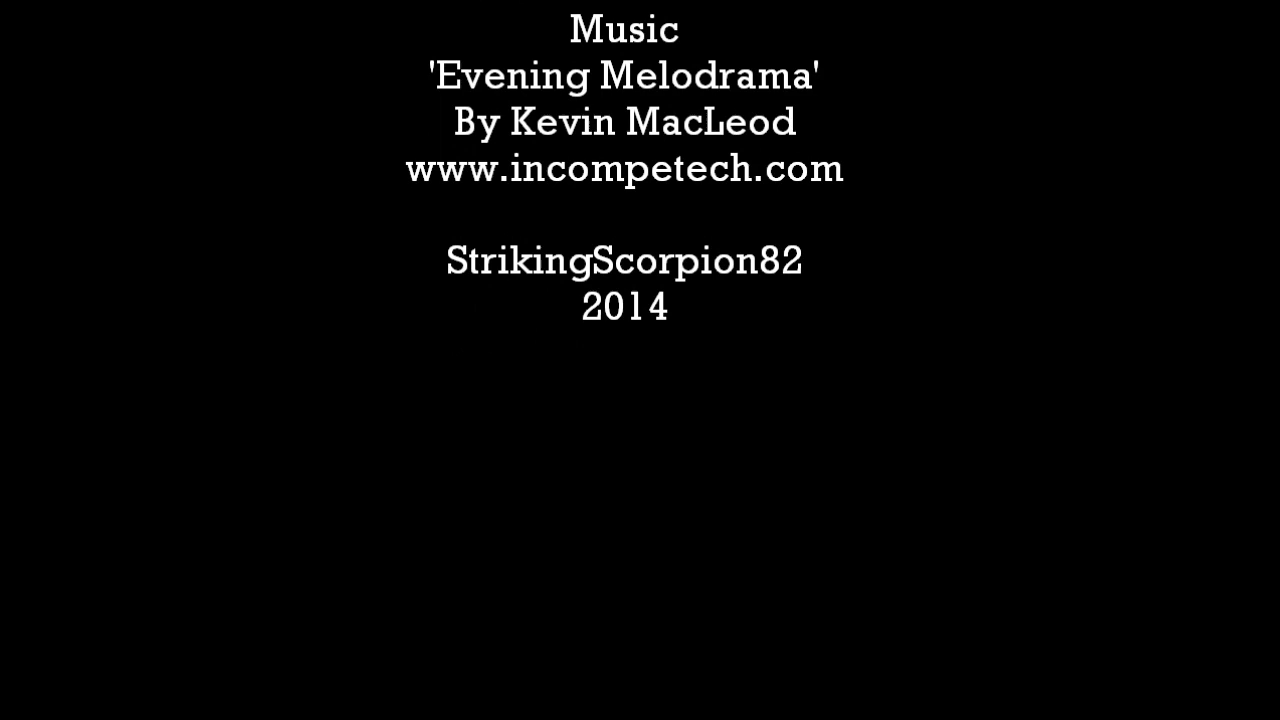 Music
'Evening Melodrama'
By Kevin MacLeod
www.incompetech.com
StrikingScorpion82
2014